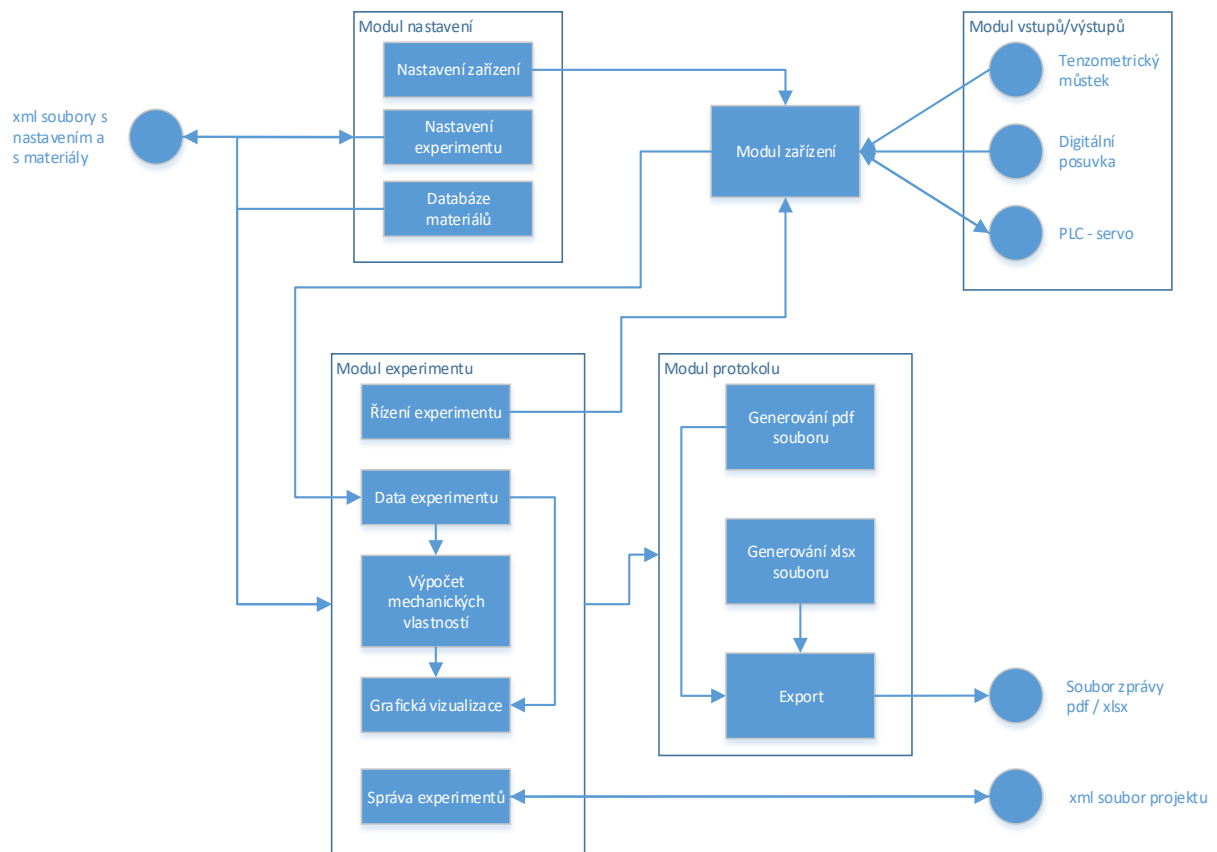 Modul nastavení
Nastavení zařízení
Nastavení
experimentu
Databáze
materiálů
xml soubory s
nastavením a
s materiály
Modul zařízení
Modul vstupů/výstupů
Tenzometrický
můstek
Digitální
posuvka
PLC - servo
Modul experimentu
Řízení experimentu
Data experimentu
Výpočet
mechanických
vlastností
Grafická vizualizace
Správa experimentů
Modul protokolu
Generování pdf
souboru
Generování xlsx
souboru
Export
Soubor zprávy
pdf / xlsx
xml soubor projektu